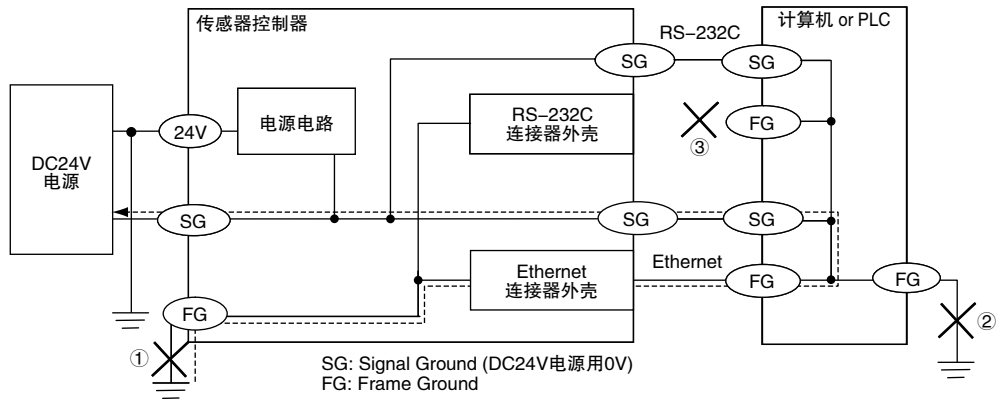 传感器控制器
计算机 or PLC
RS-232C
SG
SG
DC24V
电源
24V
电源电路
RS-232C
连接器外壳
③
FG
SG
SG
SG
Ethernet
连接器外壳
Ethernet
FG
FG
FG
①
②
SG: Signal Ground (DC24V电源用0V)
FG: Frame Ground